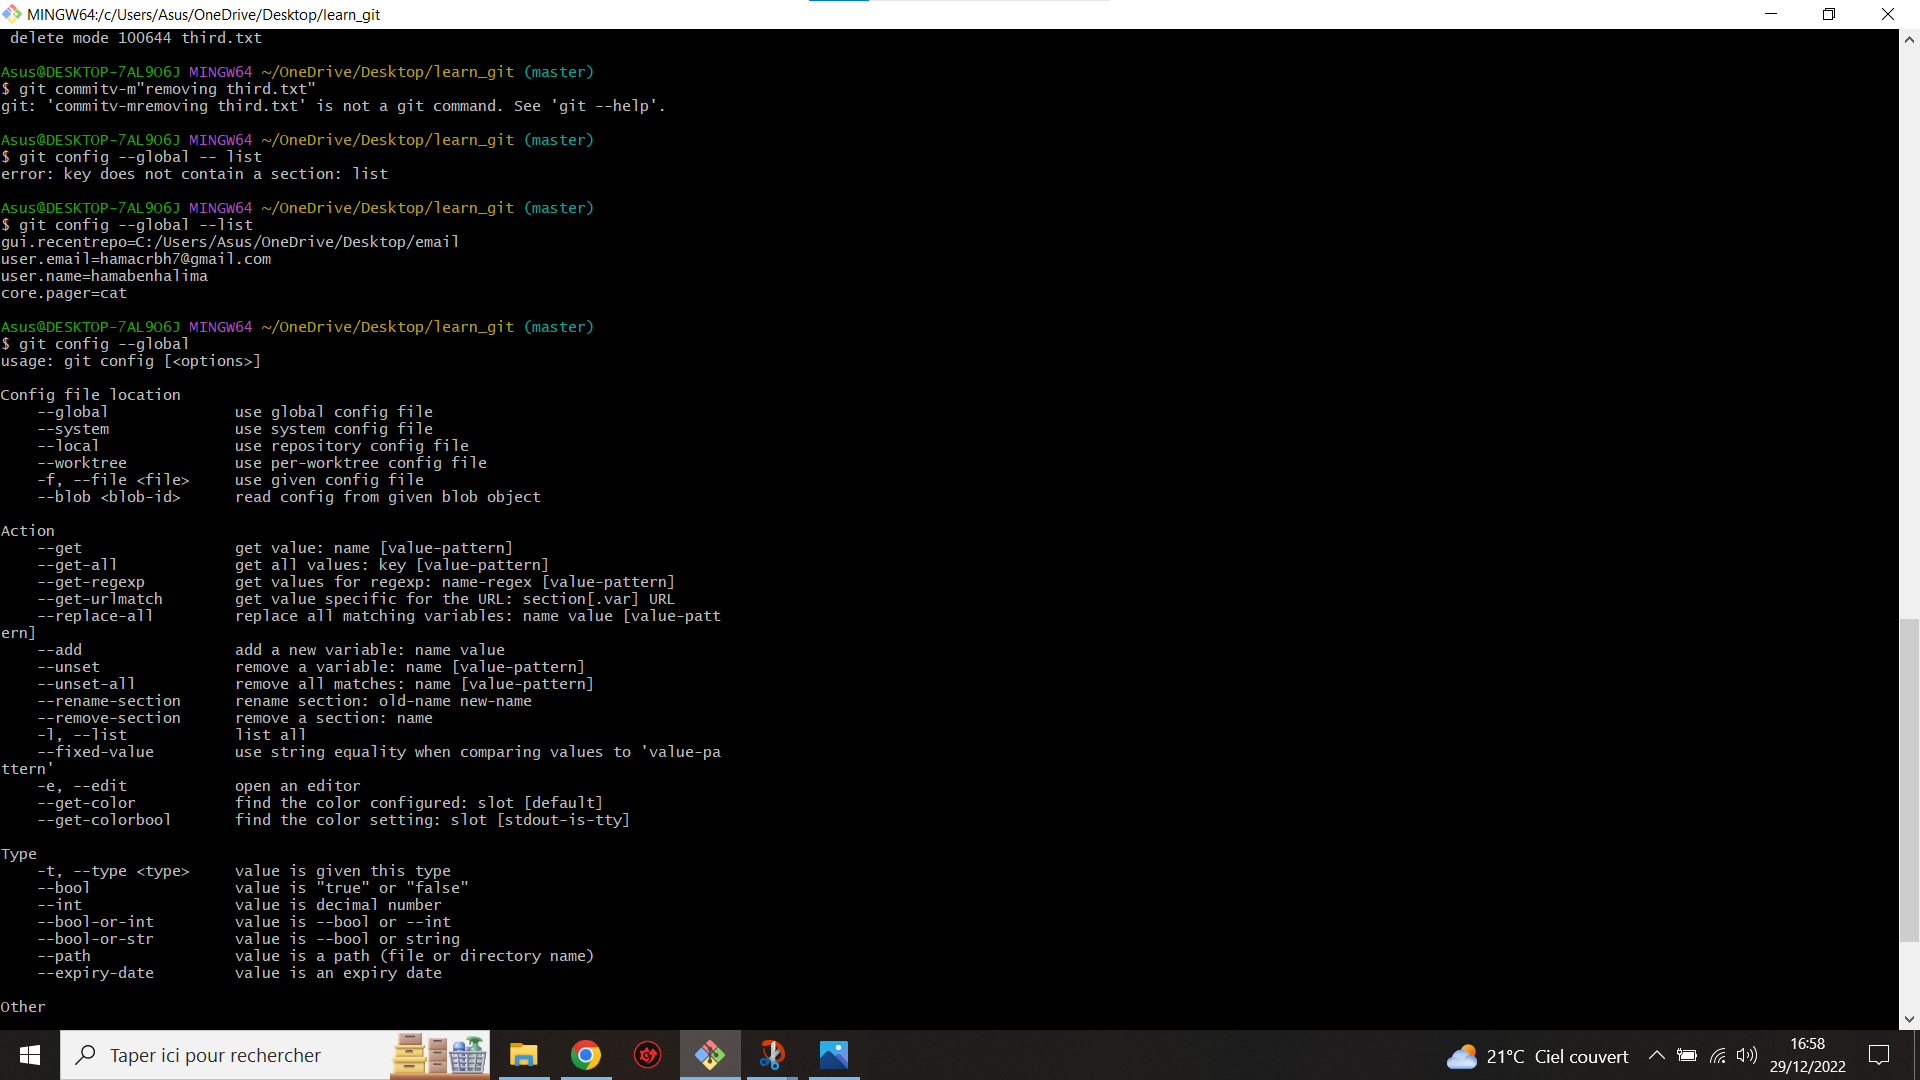 MINGW64:/c/Users/Asus/OneDrive/Desktop/learn_git
 delete mode 100644 third.txt
Asus@DESKTOP-7AL9O6J MINGW64 ~/OneDrive/Desktop/learn_git (master)
$ git commitv-m"removing third.txt"
git: 'commitv-mremoving third.txt' is not a git command. See 'git --help'.
Asus@DESKTOP-7AL9O6J MINGW64 ~/OneDrive/Desktop/learn_git (master)
$ git config --global -- list
error: key does not contain a section: list
Asus@DESKTOP-7AL9O6J MINGW64 ~/OneDrive/Desktop/learn_git (master)
$ git config --global --list
gui.recentrepo=C:/Users/Asus/OneDrive/Desktop/email
user.email=hamacrbh7@gmail.com
user.name=hamabenhalima
core.pager=cat
Asus@DESKTOP-7AL9O6J MINGW64 ~/OneDrive/Desktop/learn_git (master)
$ git config --global
usage: git config [<options>]
Config file location
    --global              use global config file
    --system              use system config file
    --local               use repository config file
    --worktree            use per-worktree config file
    -f, --file <file>     use given config file
    --blob <blob-id>      read config from given blob object
Action
    --get                 get value: name [value-pattern]
    --get-all             get all values: key [value-pattern]
    --get-regexp          get values for regexp: name-regex [value-pattern]
    --get-urlmatch        get value specific for the URL: section[.var] URL
    --replace-all         replace all matching variables: name value [value-patt
ern]
    --add                 add a new variable: name value
    --unset               remove a variable: name [value-pattern]
    --unset-all           remove all matches: name [value-pattern]
    --rename-section      rename section: old-name new-name
    --remove-section      remove a section: name
    -l, --list            list all
    --fixed-value         use string equality when comparing values to 'value-pa
ttern'
    -e, --edit            open an editor
    --get-color           find the color configured: slot [default]
    --get-colorbool       find the color setting: slot [stdout-is-tty]
Type
    -t, --type <type>     value is given this type
    --bool                value is "true" or "false"
    --int                 value is decimal number
    --bool-or-int         value is --bool or --int
    --bool-or-str         value is --bool or string
    --path                value is a path (file or directory name)
    --expiry-date         value is an expiry date
Other
Taper ici pour rechercher
21°C Ciel couvert
16:58
29/12/2022